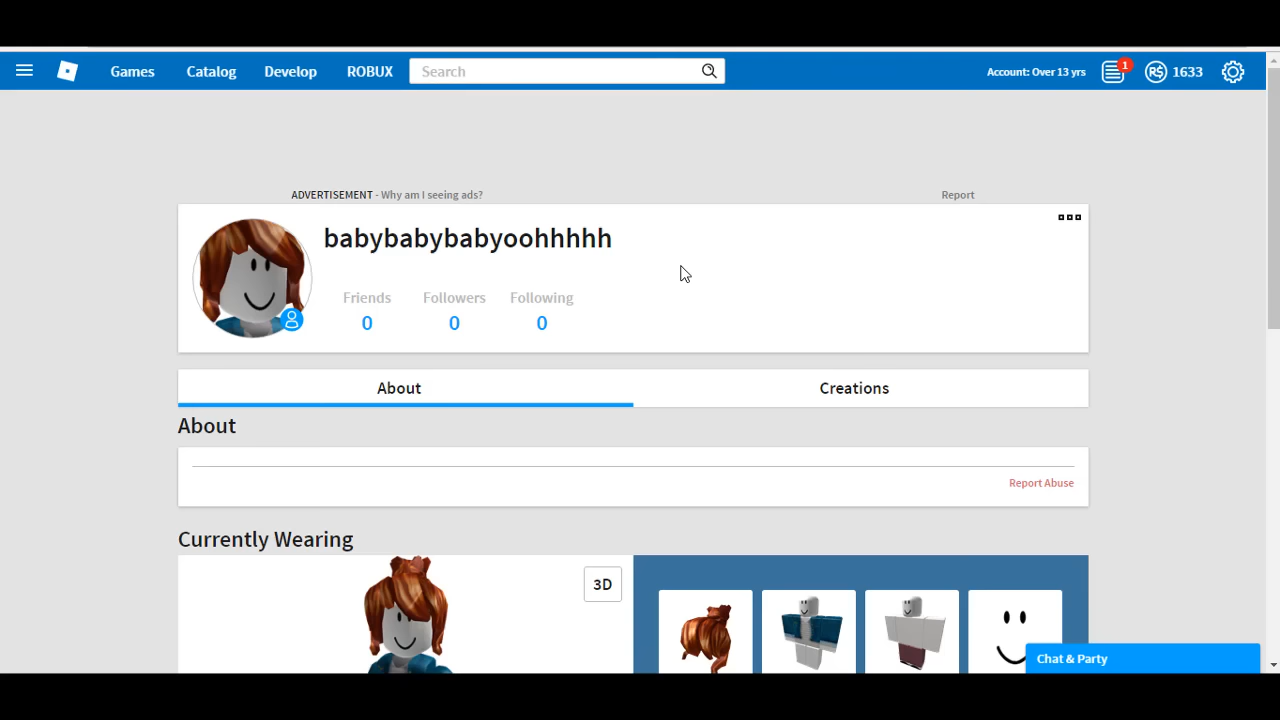 Games Catalog Develop ROBUX Search Account: Over 13 yrs 1 R$ 1633
ADVERTISEMENT - Why am I seeing ads? Report
babybabybabyoohhhhh
Friends Followers Following
0 0 0
About Creations
About
Report Abuse
Currently Wearing
3D
Chat & Party